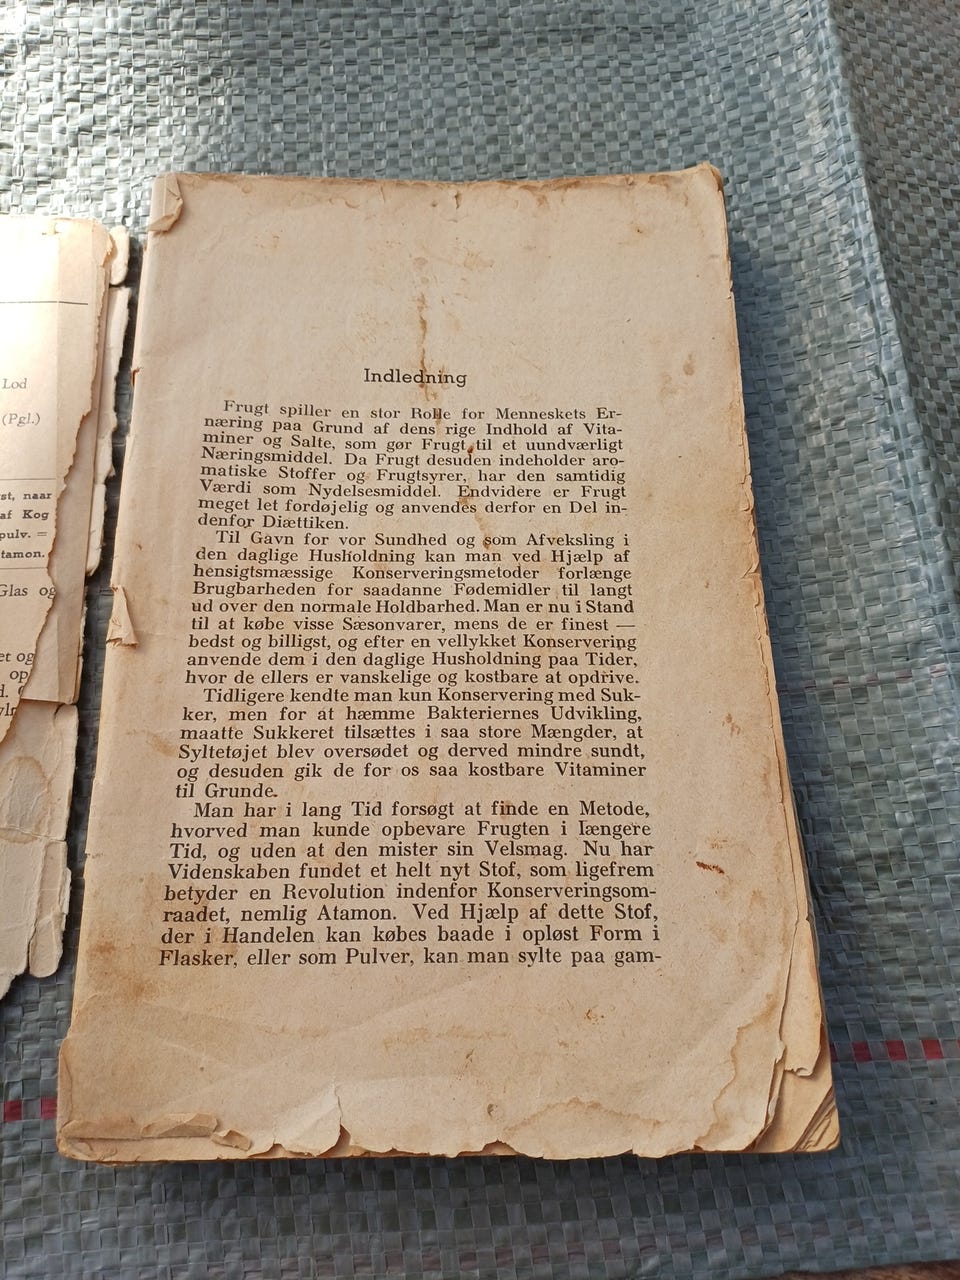 Lod
(Pgl.)
st, naar
af Kog
pulv. =
tamon.
Glas og
et og
op
d.
Indledning
Frugt spiller en stor Rolle for Menneskets Er-
næring paa Grund af dens rige Indhold af Vita-
miner og Salte, som gør Frugt til et uundværligt
Næringsmiddel. Da Frugt desuden indeholder aro-
matiske Stoffer og Frugtsyrer, har den samtidig
Værdi som Nydelsesmiddel. Endvidere er Frugt
meget let fordøjelig og anvendes derfor en Del in-
denfor Diættiken.
Til Gavn for vor Sundhed og som Afveksling i
den daglige Husholdning kan man ved Hjælp af
hensigtsmæssige Konserveringsmetoder forlænge
Brugbarheden for saadanne Fødemidler til langt
ud over den normale Holdbarhed. Man er nu i Stand
til at købe visse Sæsonvarer, mens de er finest —
bedst og billigst, og efter en vellykket Konservering
anvende dem i den daglige Husholdning paa Tider,
hvor de ellers er vanskelige og kostbare at opdrive.
Tidligere kendte man kun Konservering med Suk-
ker, men for at hæmme Bakteriernes Udvikling,
maatte Sukkeret tilsættes i saa store Mængder, at
Syltetøjet blev oversødet og derved mindre sundt,
og desuden gik de for os saa kostbare Vitaminer
til Grunde.
Man har i lang Tid forsøgt at finde en Metode,
hvorved man kunde opbevare Frugten i længere
Tid, og uden at den mister sin Velsmag. Nu har
Videnskaben fundet et helt nyt Stof, som ligefrem
betyder en Revolution indenfor Konserveringsom-
raadet, nemlig Atamon. Ved Hjælp af dette Stof,
der i Handelen kan købes baade i opløst Form i
Flasker, eller som Pulver, kan man sylte paa gam-